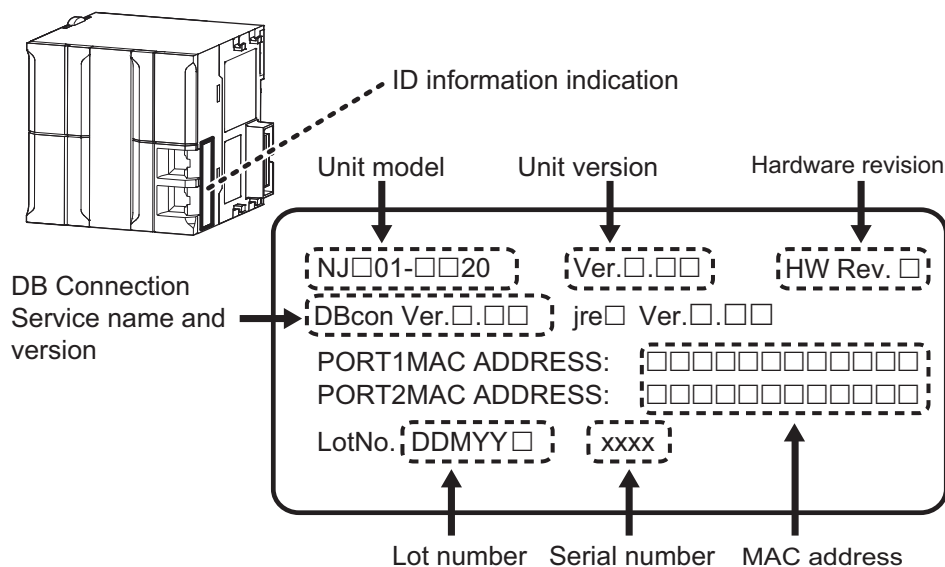 ID information indication
Unit model
Unit version
Hardware revision
NJ□01-□□20
Ver.□.□□
HW Rev. □
DB Connection
Service name and
version
DBcon Ver.□.□□
jre□ Ver.□.□□
PORT1MAC ADDRESS: □□□□□□□□□□□□
PORT2MAC ADDRESS: □□□□□□□□□□□□
LotNo. DDMYY□ xxxx
Lot number
Serial number
MAC address